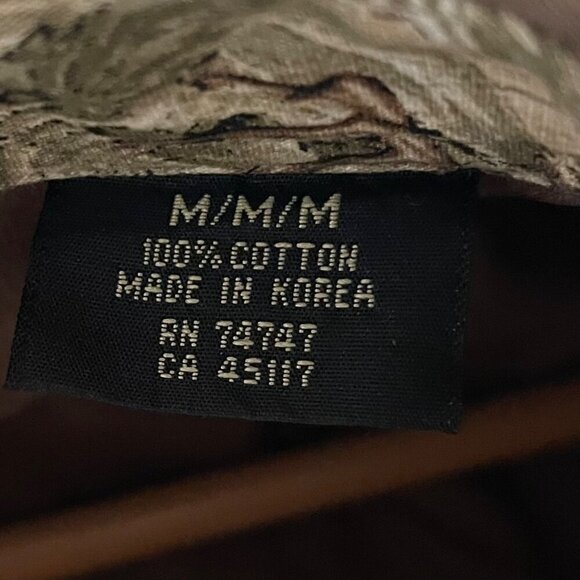 M/M/M
100% COTTON
MADE IN KOREA
RN 74747
CA 45117